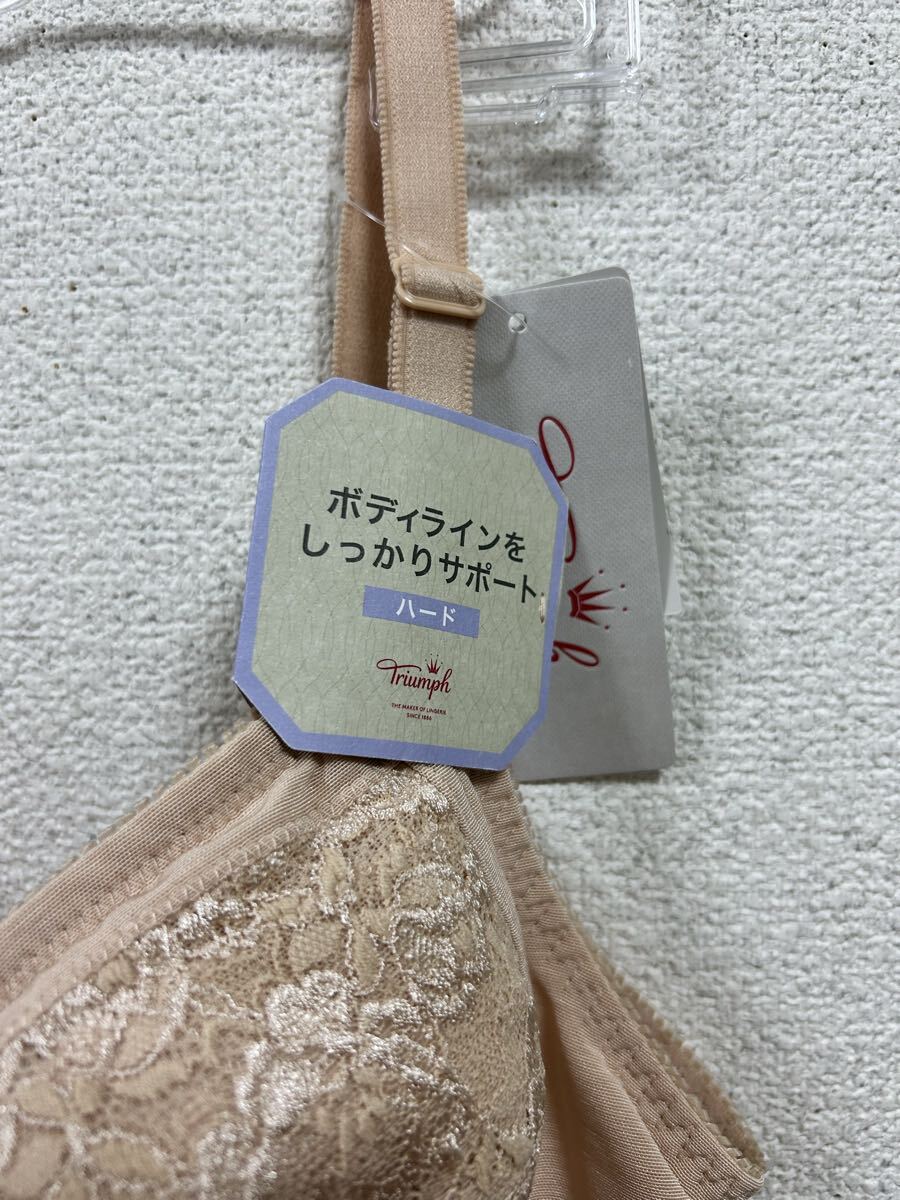 ボディラインを
しっかりサポート
ハード
Triumph
THE MAKER OF LINGERIE
SINCE 1886